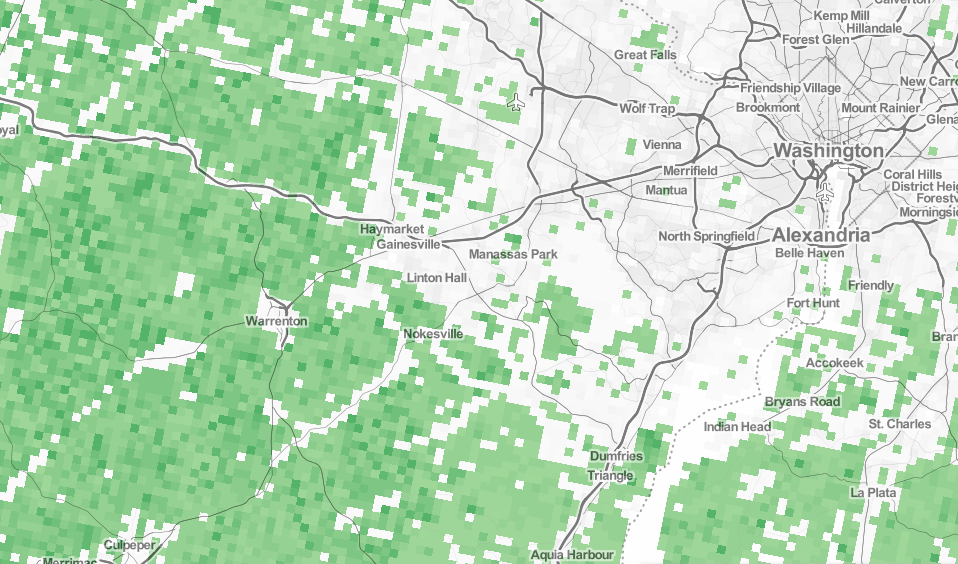 Kemp Mill
Hillandale
Forest Glen
Great Falls
New Carro
Friendship Village
Wolf Trap
Brookmont
Mount Rainier
Glena
oyal
Vienna
Washington
Merrifield
Coral Hills
Mantua
District Heig
Forestv
Morningside
Haymarket
Gainesville
North Springfield
Alexandria
Manassas Park
Belle Haven
Linton Hall
Friendly
Fort Hunt
Warrenton
Nokesville
Bran
Accokeek
Bryans Road
Indian Head
St. Charles
Dumfries
Triangle
La Plata
Culpeper
Aquia Harbour
Merrimac